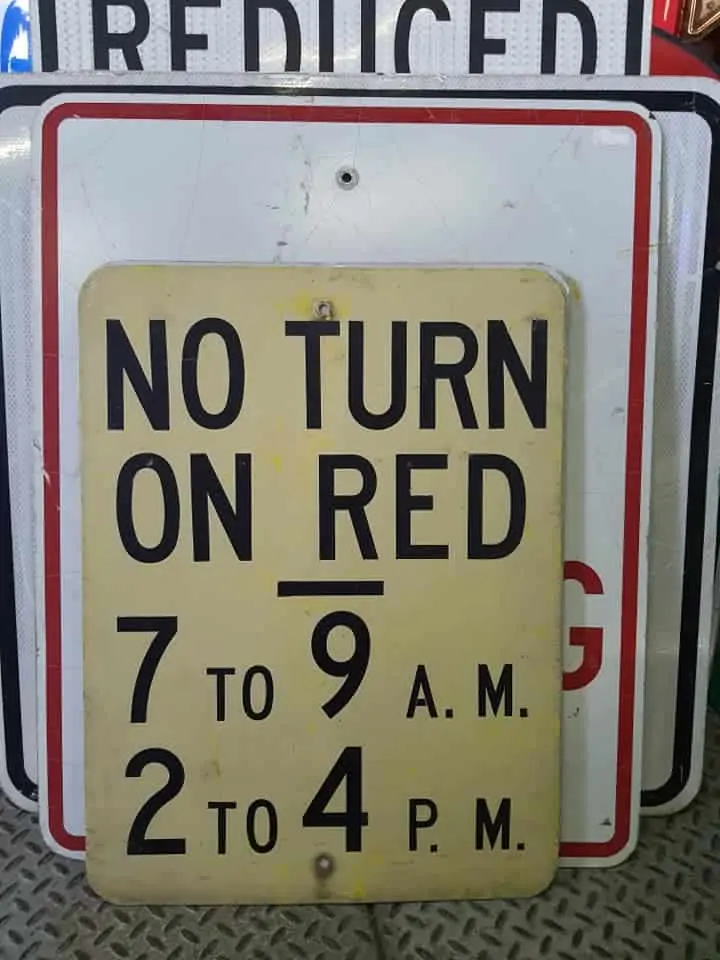 REDUCED
NO TURN
ON RED
7 TO 9 A. M.
2 TO 4 P. M.
G